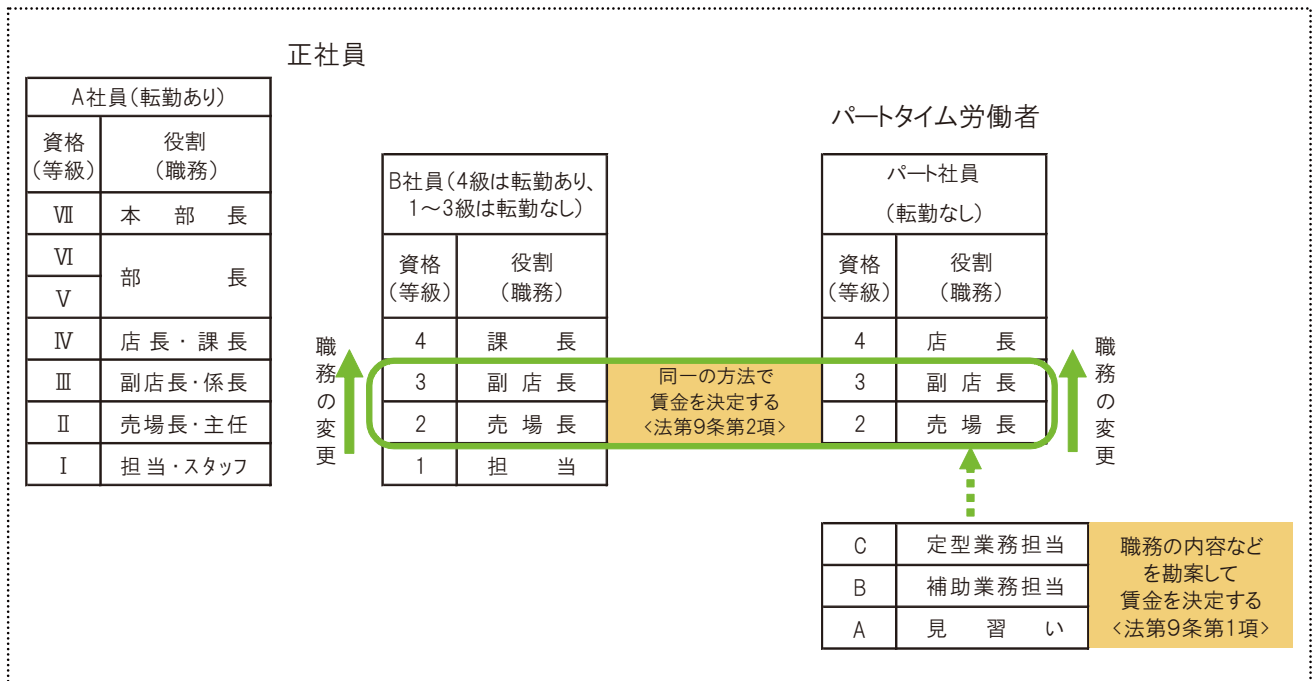 正社員
A社員(転勤あり)
資格
(等級)
役割
(職務)
Ⅶ 本部長
Ⅵ
Ⅴ
部長
Ⅳ 店長・課長
Ⅲ 副店長・係長
Ⅱ 売場長・主任
Ⅰ 担当・スタッフ
職務の変更
B社員(4級は転勤あり、
1~3級は転勤なし)
資格
(等級)
役割
(職務)
4 課長
3 副店長
2 売場長
1 担当
同一の方法で
賃金を決定する
<法第9条第2項>
パートタイム労働者
パート社員
(転勤なし)
資格
(等級)
役割
(職務)
4 店長
3 副店長
2 売場長
職務の変更
C 定型業務担当
B 補助業務担当
A 見習い
職務の内容など
を勘案して
賃金を決定する
<法第9条第1項>